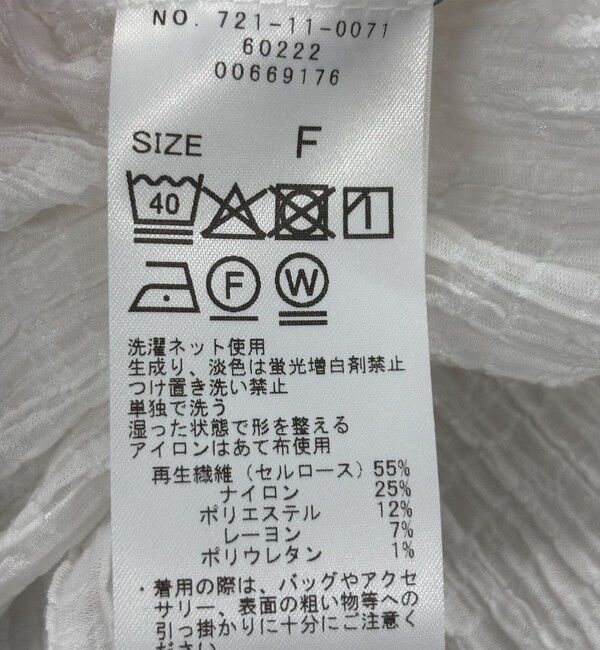 NO. 721-11-0071
60222
00669176
SIZE F
40
F W
洗濯ネット使用
生成り、淡色は蛍光増白剤禁止
つけ置き洗い禁止
単独で洗う
湿った状態で形を整える
アイロンはあて布使用
再生繊維（セルロース）55%
ナイロン 25%
ポリエステル 12%
レーヨン 7%
ポリウレタン 1%
・着用の際は、バッグやアクセ
サリー、表面の粗い物等への
引っ掛かりに十分にご注意く
ださい